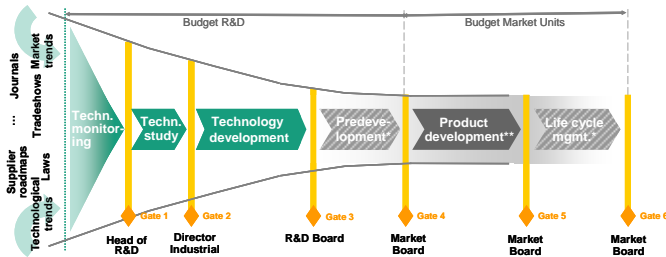 Budget R&D
Budget Market Units
Market
trends
Journals
Tradeshows
...
Supplier
roadmaps
Laws
Technological
trends
Techn.
monitor-
ing
Techn.
study
Technology
development
Predeve-
lopment*
Product
development**
Life cycle
mgmt.*
Gate 1
Gate 2
Gate 3
Gate 4
Gate 5
Gate 6
Head of
R&D
Director
Industrial
R&D Board
Market
Board
Market
Board
Market
Board